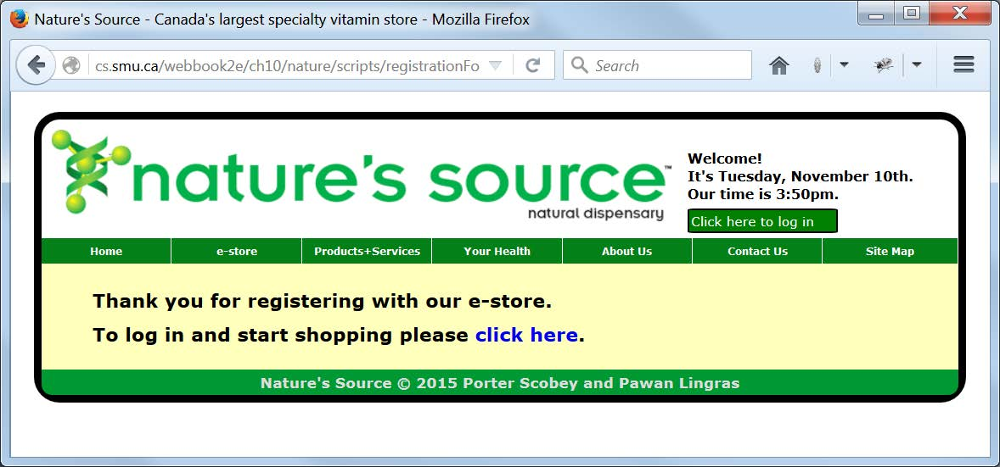 Nature's Source - Canada's largest specialty vitamin store - Mozilla Firefox
cs.smu.ca/webbook2e/ch10/nature/scripts/registrationFo
Search
nature's source™
natural dispensary
Welcome!
It's Tuesday, November 10th.
Our time is 3:50pm.
Click here to log in
Home e-store Products+Services Your Health About Us Contact Us Site Map
Thank you for registering with our e-store.
To log in and start shopping please click here.
Nature's Source © 2015 Porter Scobey and Pawan Lingras